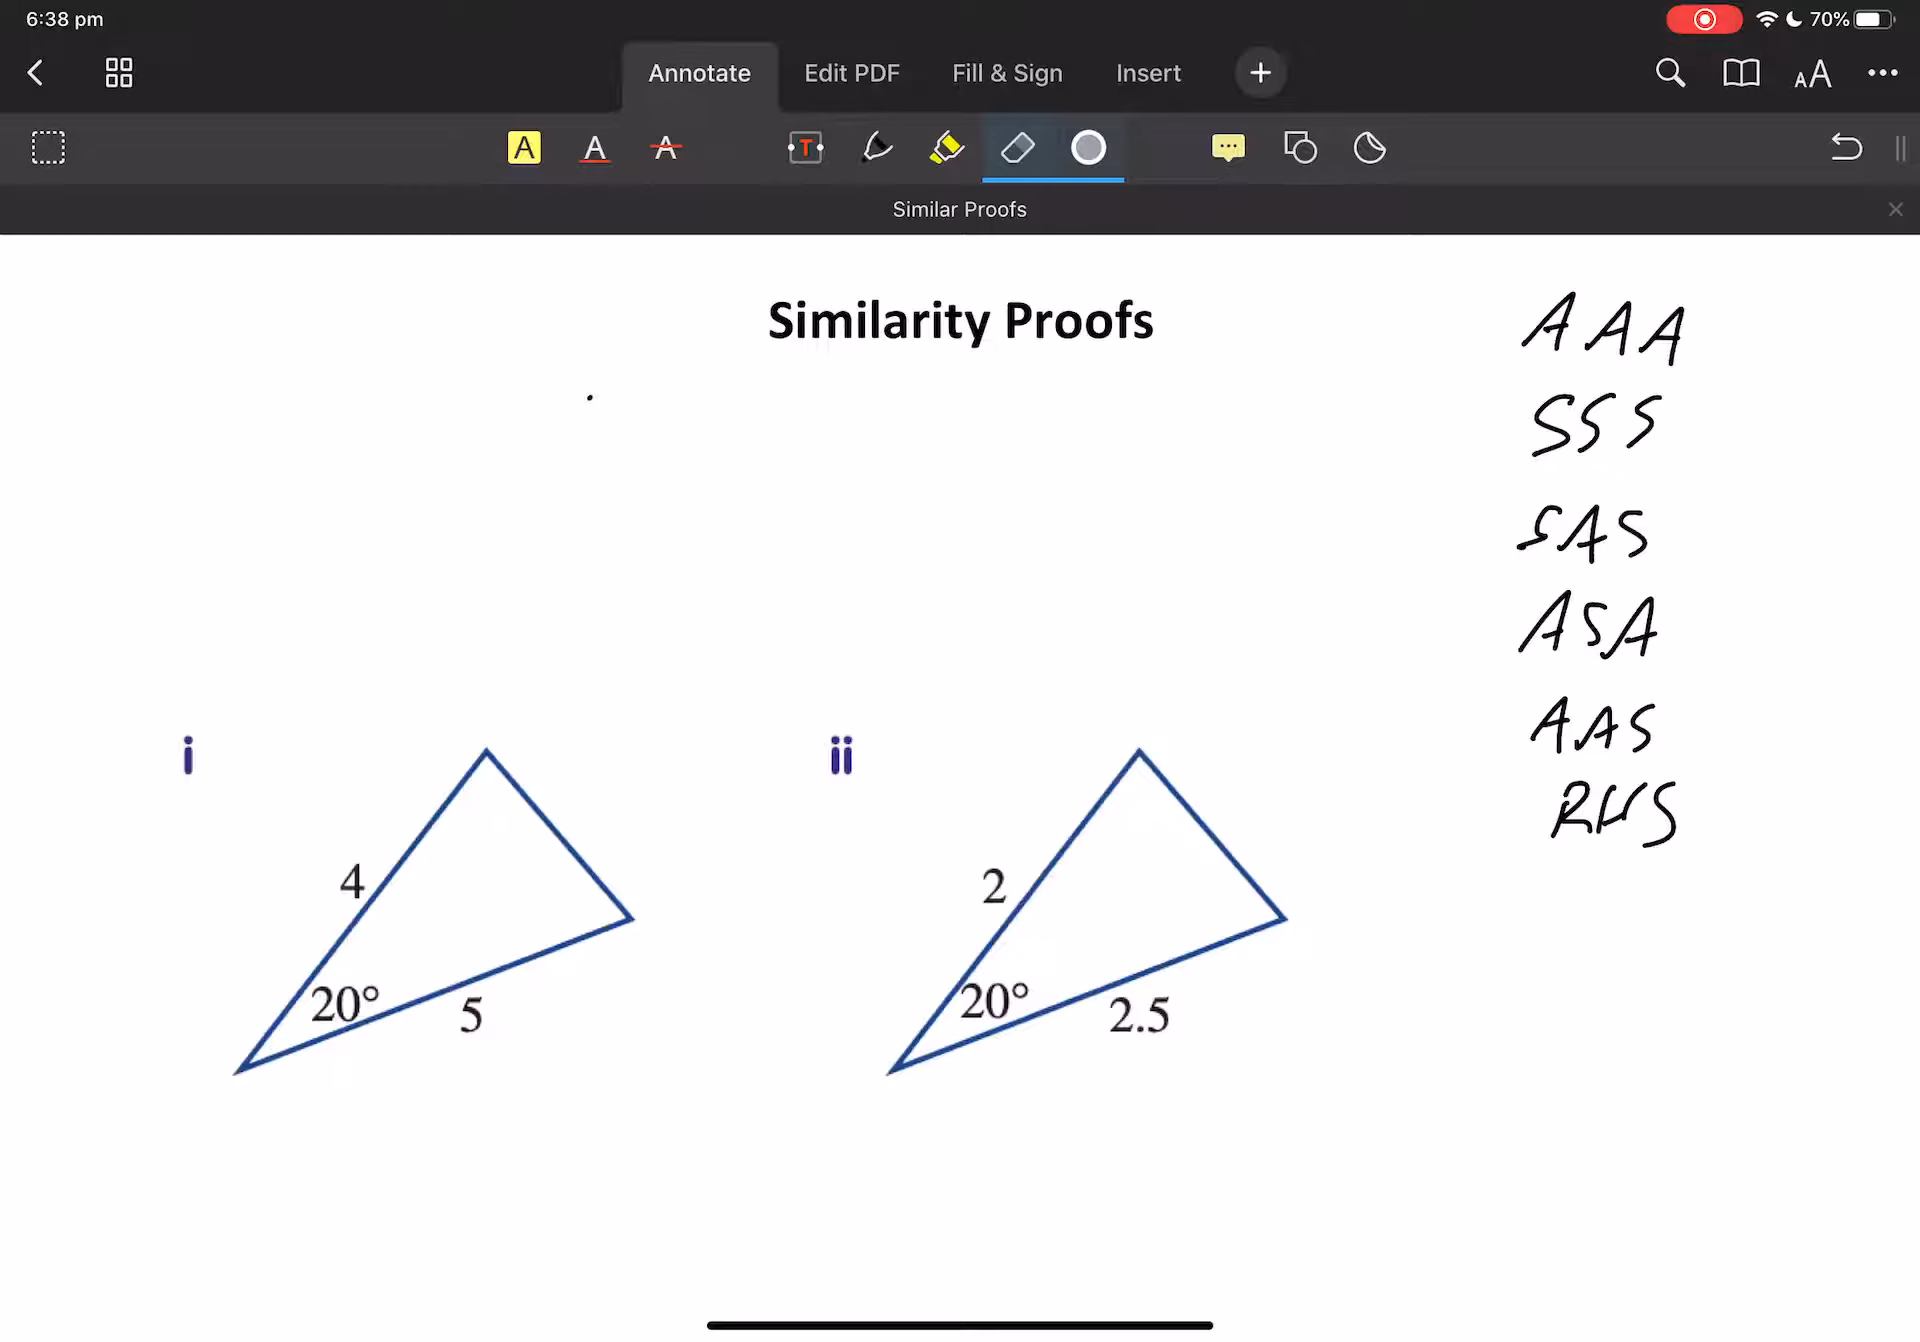 6:38 pm
70%
Annotate Edit PDF Fill & Sign Insert
A A A T AA
Similar Proofs
Similarity Proofs
AAA
SSS
SAS
ASA
AAS
RHS
i
4
20°
5
ii
2
20°
2.5